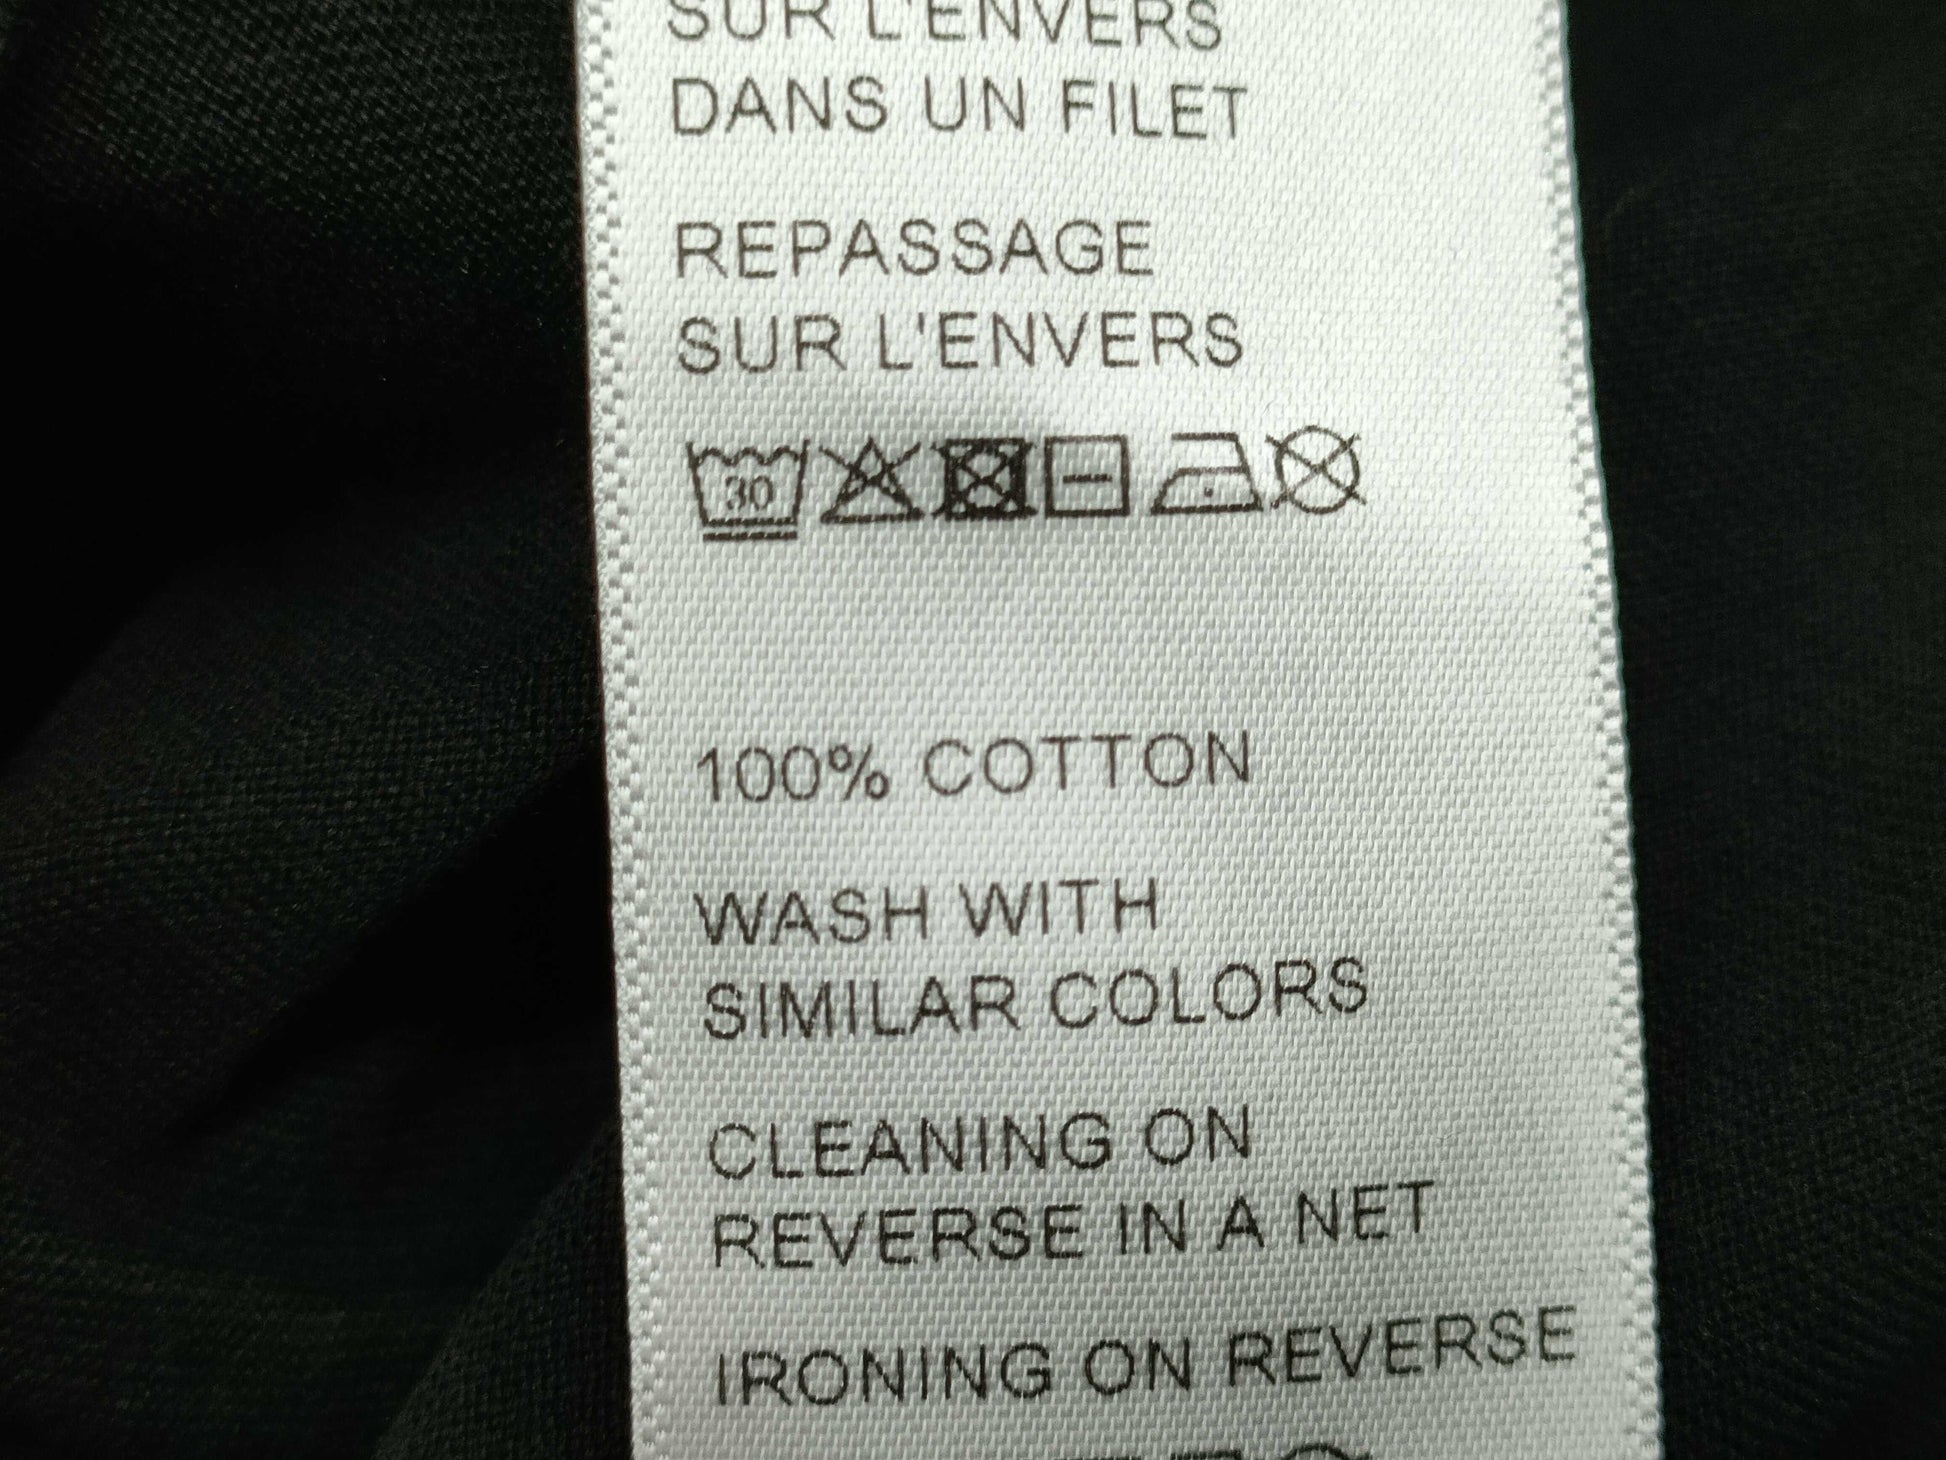 SUR L'ENVERS
DANS UN FILET
REPASSAGE
SUR L'ENVERS
30
100% COTTON
WASH WITH
SIMILAR COLORS
CLEANING ON
REVERSE IN A NET
IRONING ON REVERSE